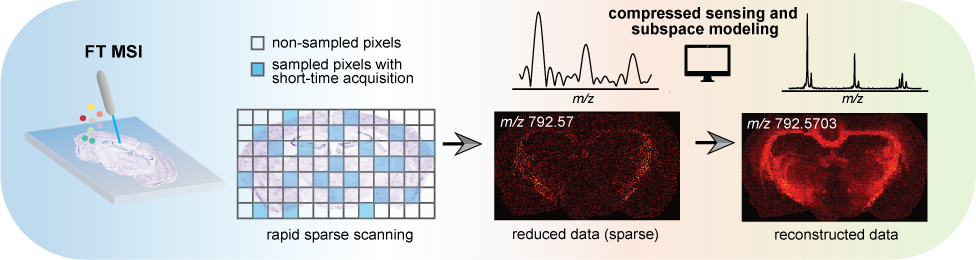 FT MSI
non-sampled pixels
sampled pixels with
short-time acquisition
rapid sparse scanning
m/z
m/z 792.57
reduced data (sparse)
compressed sensing and
subspace modeling
m/z
m/z 792.5703
reconstructed data